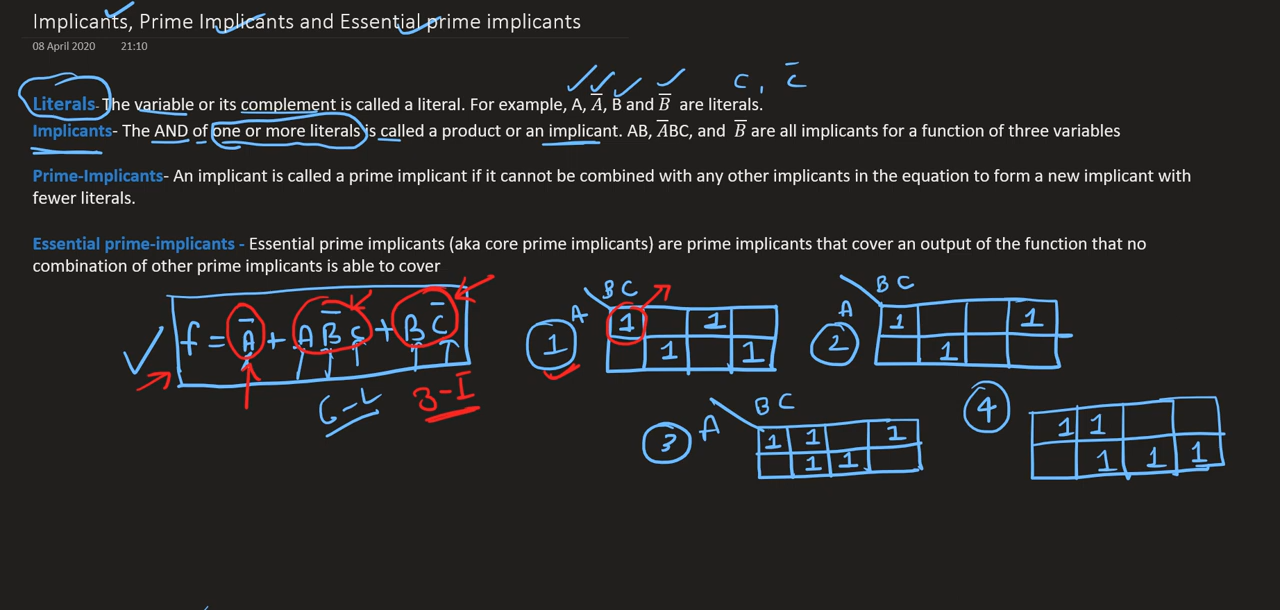 Implicants, Prime Implicants and Essential prime implicants
08 April 2020 21:10
C, C̅
Literals- The variable or its complement is called a literal. For example, A, A̅, B and B̅ are literals.
Implicants- The AND of one or more literals is called a product or an implicant. AB, A̅BC, and B̅ are all implicants for a function of three variables
Prime-Implicants- An implicant is called a prime implicant if it cannot be combined with any other implicants in the equation to form a new implicant with
fewer literals.
Essential prime-implicants - Essential prime implicants (aka core prime implicants) are prime implicants that cover an output of the function that no
combination of other prime implicants is able to cover
f = A̅ + A B̅ C + B C̅
6-L
3-I
1
A
BC
1 1
1 1
2
A
BC
1 1
1
3
A
BC
1 1 1
1 1
4
1 1
1 1 1